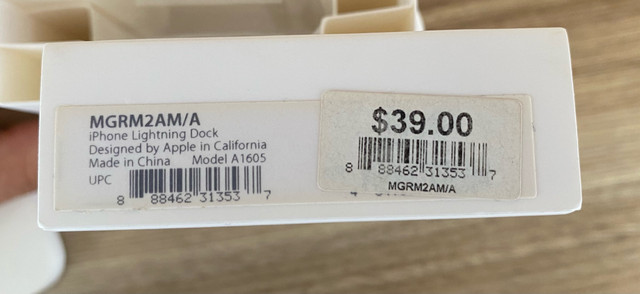 MGRM2AM/A
iPhone Lightning Dock
Designed by Apple in California
Made in China Model A1605
UPC
8 88462 31353 7
$39.00
8 88462 31353 7
MGRM2AM/A